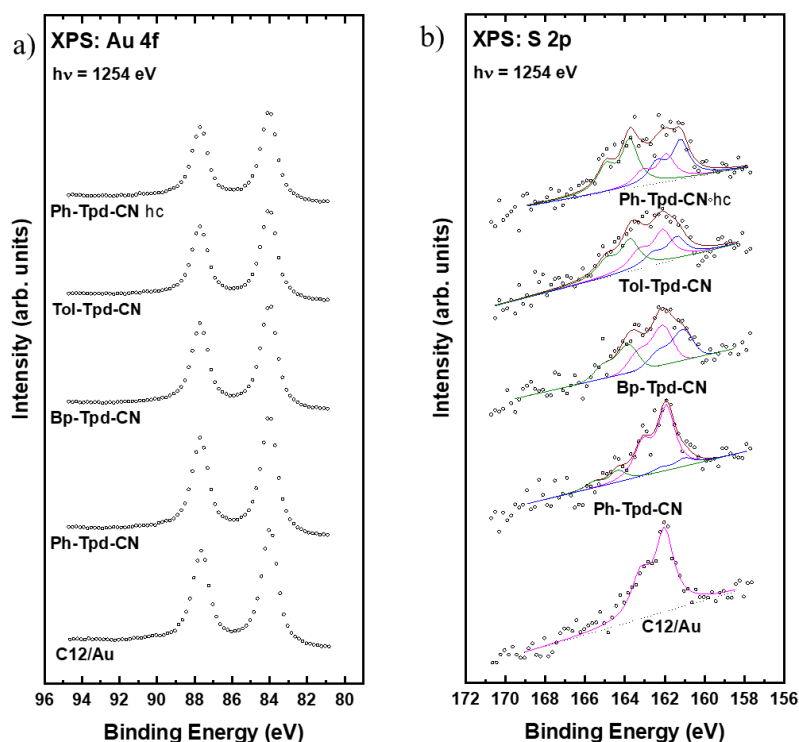 a)
XPS: Au 4f
hν = 1254 eV
Ph-Tpd-CN hc
Tol-Tpd-CN
Bp-Tpd-CN
Ph-Tpd-CN
C12/Au
Intensity (arb. units)
96 94 92 90 88 86 84 82 80
Binding Energy (eV)
b)
XPS: S 2p
hν = 1254 eV
Ph-Tpd-CN hc
Tol-Tpd-CN
Bp-Tpd-CN
Ph-Tpd-CN
C12/Au
Intensity (arb. units)
172 170 168 166 164 162 160 158 156
Binding Energy (eV)